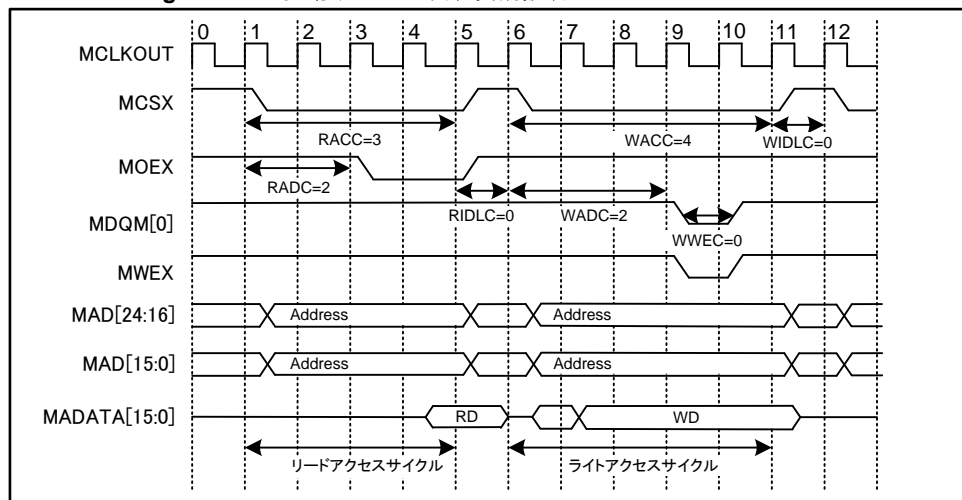 0 1 2 3 4 5 6 7 8 9 10 11 12
MCLKOUT
MCSX
RACC=3 WACC=4 WIDLC=0
MOEX
RADC=2
RIDLC=0 WADC=2
MDQM[0]
WWEC=0
MWEX
MAD[24:16] Address Address
MAD[15:0] Address Address
MADATA[15:0] RD WD
リードアクセスサイクル ライトアクセスサイクル